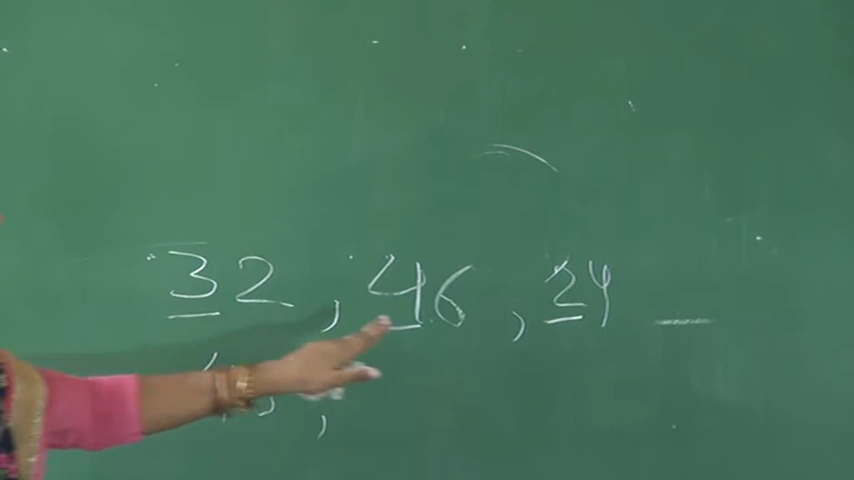 32 , 46 , 24 _